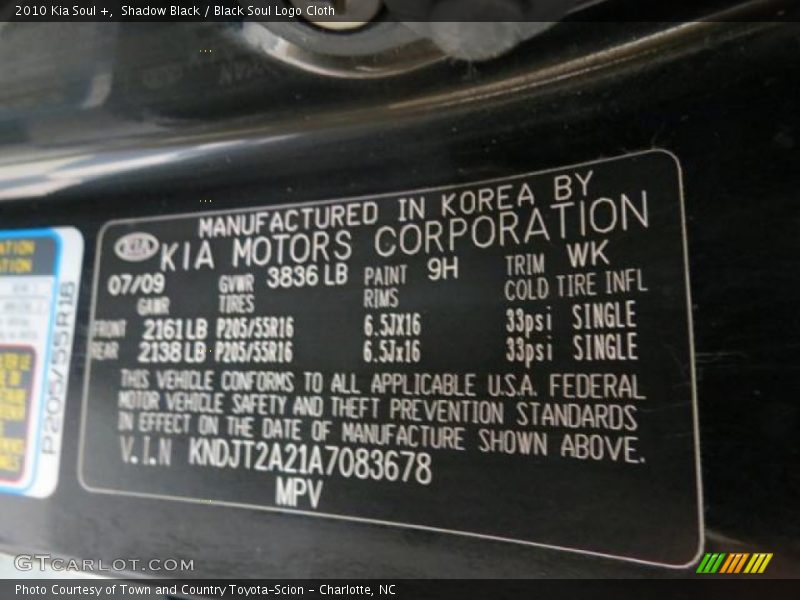 2010 Kia Soul +, Shadow Black / Black Soul Logo Cloth
MANUFACTURED IN KOREA BY
KIA KIA MOTORS CORPORATION
07/09 GVWR 3836 LB PAINT 9H TRIM WK
GAWR TIRES RIMS COLD TIRE INFL
FRONT 2161 LB P205/55R16 6.5JX16 33psi SINGLE
REAR 2138 LB P205/55R16 6.5Jx16 33psi SINGLE
THIS VEHICLE CONFORMS TO ALL APPLICABLE U.S.A. FEDERAL
MOTOR VEHICLE SAFETY AND THEFT PREVENTION STANDARDS
IN EFFECT ON THE DATE OF MANUFACTURE SHOWN ABOVE.
V.I.N KNDJT2A21A7083678
MPV
P205/55R16
GTCARLOT.COM
Photo Courtesy of Town and Country Toyota-Scion - Charlotte, NC